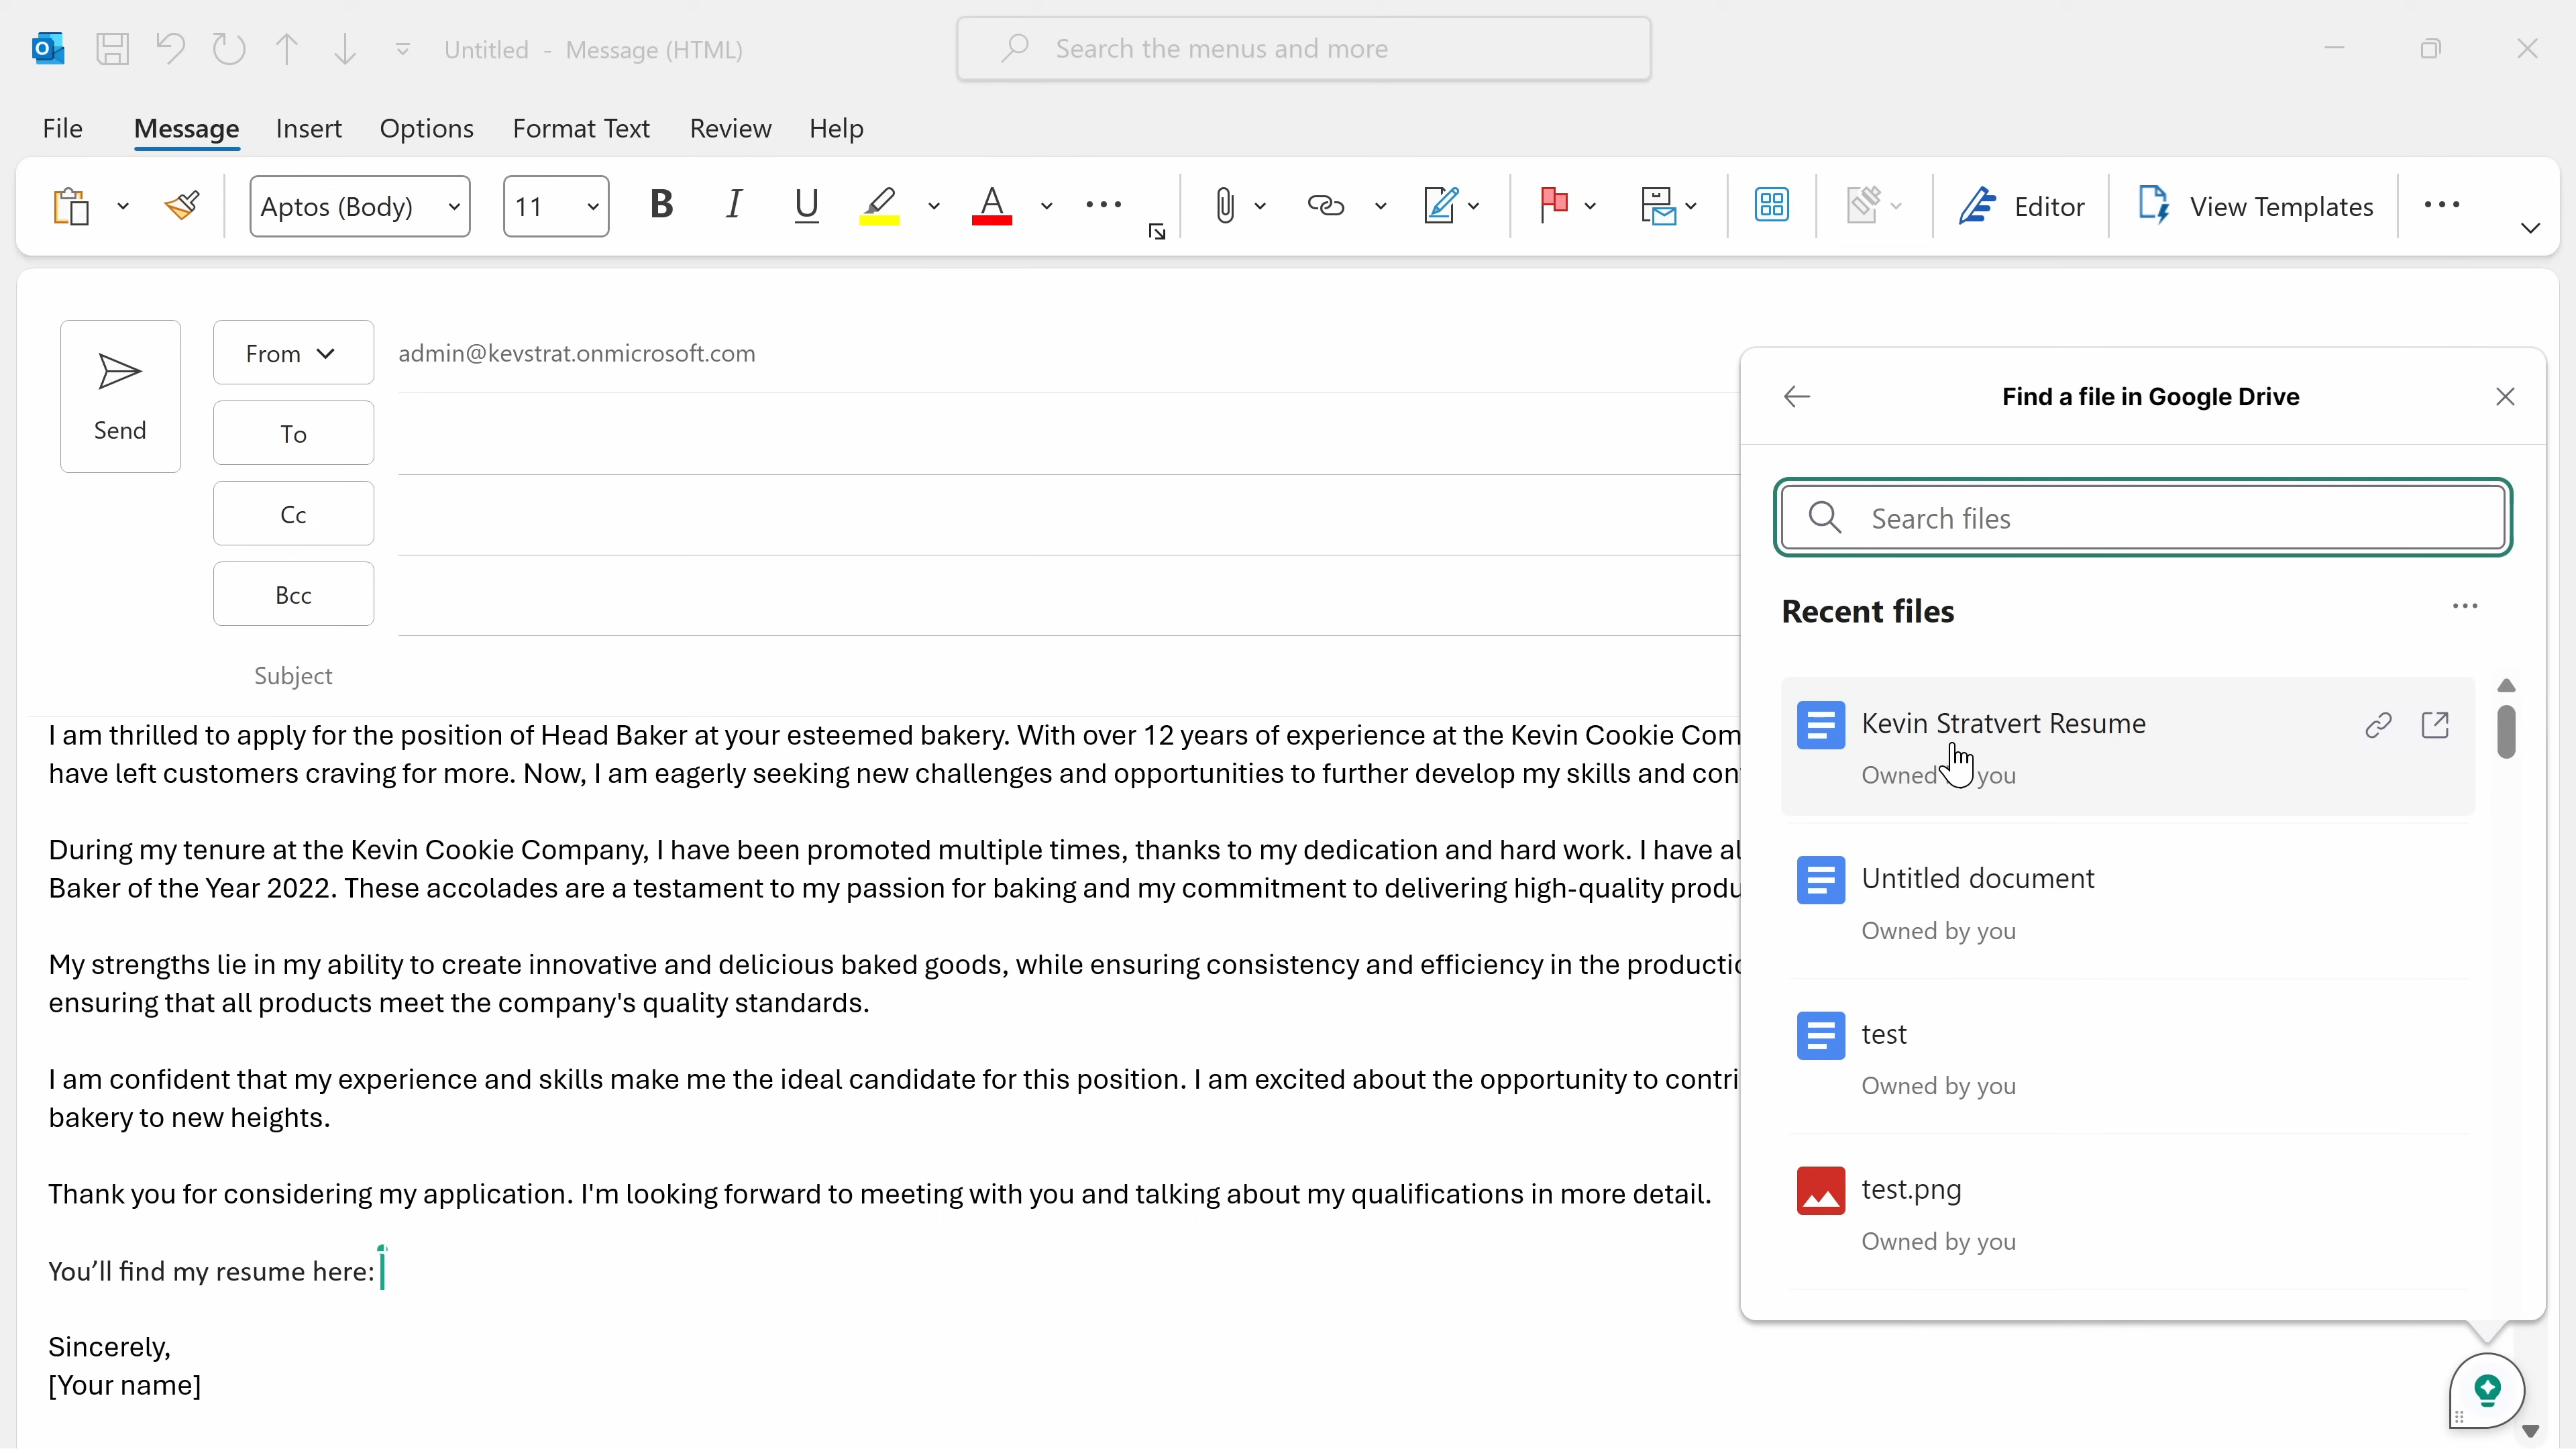 Untitled - Message (HTML)
Search the menus and more
File Message Insert Options Format Text Review Help
Aptos (Body) 11 B I U A Editor View Templates
Send
From admin@kevstrat.onmicrosoft.com
To
Cc
Bcc
Subject
I am thrilled to apply for the position of Head Baker at your esteemed bakery. With over 12 years of experience at the Kevin Cookie Com
have left customers craving for more. Now, I am eagerly seeking new challenges and opportunities to further develop my skills and con
During my tenure at the Kevin Cookie Company, I have been promoted multiple times, thanks to my dedication and hard work. I have al
Baker of the Year 2022. These accolades are a testament to my passion for baking and my commitment to delivering high-quality produ
My strengths lie in my ability to create innovative and delicious baked goods, while ensuring consistency and efficiency in the productio
ensuring that all products meet the company's quality standards.
I am confident that my experience and skills make me the ideal candidate for this position. I am excited about the opportunity to contri
bakery to new heights.
Thank you for considering my application. I'm looking forward to meeting with you and talking about my qualifications in more detail.
You’ll find my resume here:
Sincerely,
[Your name]
Find a file in Google Drive
Search files
Recent files
Kevin Stratvert Resume
Owned you
Untitled document
Owned by you
test
Owned by you
test.png
Owned by you